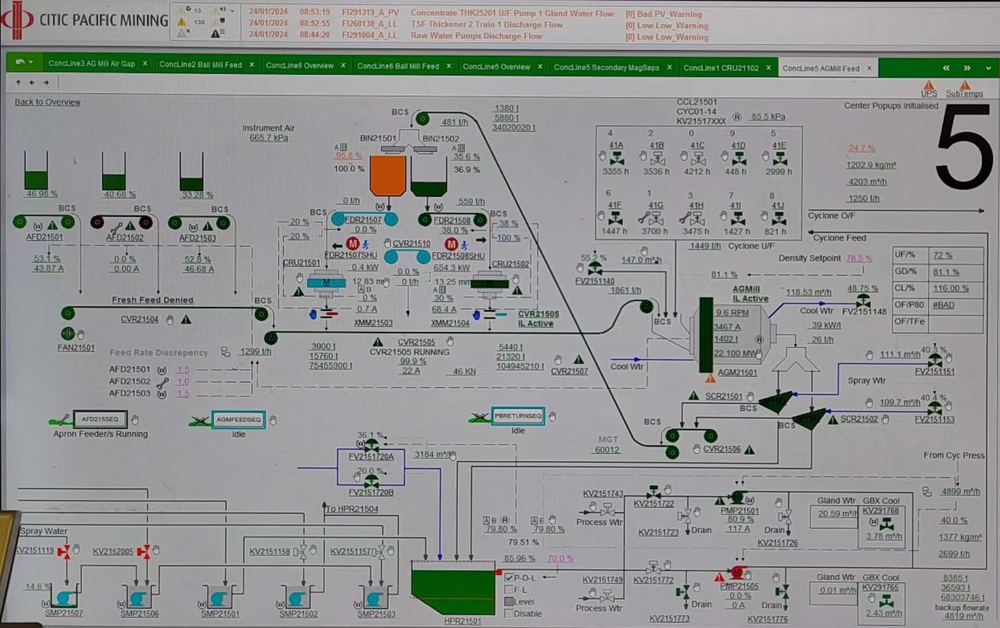 CITIC PACIFIC MINING
13
130
24/01/2024 08:53:19 FI291319_A_PV Concentrate THK25201 U/F Pump 1 Gland Water Flow [0] Bad PV_Warning
24/01/2024 08:52:55 FI260138_A_LL TSF Thickener 2 Train 1 Discharge Flow [0] Low Low_Warning
24/01/2024 08:44:20 FI291004_A_LL Raw Water Pumps Discharge Flow [0] Low Low_Warning
ConcLine3 AG Mill Air Gap x ConcLine2 Ball Mill Feed x ConcLine6 Overview x ConcLine6 Ball Mill Feed x ConcLine5 Overview x ConcLine5 Secondary MagSeps x ConcLine1 CRU21102 x ConcLine5 AGMill Feed x
UPS SubTemps
Back to Overview
Center Popups Initialised
5
Instrument Air
665.7 kPa
BCS
481 t/h
1380 t
5880 t
34020020 t
BIN21501 BIN21502
A B
95.8 %
100.0 %
A B
35.6 %
36.9 %
CCL21501
CYC01-14
KV21517XXX R 85.5 kPa
4 2 0 9 5
41A 41B 41C 41D 41E
3355 h 3536 h 4212 h 448 h 2999 h
6 1 3 7 8
41F 41G 41H 41I 41J
1447 h 3700 h 3475 h 1427 h 821 h
24.7 %
1202.9 kg/m³
4203 m³/h
1250 t/h
Cyclone O/F
Cyclone Feed
1449 t/h Cyclone U/F
Density Setpoint 78.5 %
81.1 %
UF/% 72 %
GD/% 81.1 %
CL/% 116.00 %
OF/P80 #BAD
OF/TFe
46.98 % 40.68 % 33.28 %
BCS BCS BCS
AFD21501 AFD21502 AFD21503
53.1 % 0.0 % 52.8 %
43.87 A 0.00 A 46.68 A
Fresh Feed Denied
BCS
CVR21504
FAN21501
0 t/h 559 t/h
BCS FDR21507 FDR21508 BCS
20 % 0.0 % 38.0 % 38 %
20 % 100 %
M CVR21510 M
FDR21507SHU FDR21508SHU
CRU21501 0.4 kW 0.0 % 654.3 kW CRU21502
M 12.83 m 0 t/h 13.25 mm M
A B A B
0 % 30 %
0.7 A 68.4 A
XMM21503 XMM21504
CVR21505
IL Active
55.2 % 147.0 m³/h
FV2151140
1861 t/h
BCS
AGMill
IL Active
9.6 RPM
3467 A
1402 t R
22.100 MW
AGM21501
118.53 m³/h 48.75 %
Cool Wtr FV2151148
39 kW/t
26 t/h
Cool Wtr
Feed Rate Discrepency 1299 t/h
AFD21501 1.5
AFD21502 1.0
AFD21503 1.5
3900 t
15760 t
75455300 t
CVR21505
CVR21505 RUNNING
99.9 %
22 A 46 KN
5440 t
21320 t
104945210 t
CVR21507
111.1 m³/h 40.3 %
FV2151151
Spray Wtr
109.7 m³/h 40.4 %
FV2151153
SCR21501
BCS
SCR21502
BCS
AFD215SEQ
Apron Feeder/s Running
AGMFEEDSEQ
Idle
PBRETURNSEQ
Idle
BCS
CVR21506
MGT
60012
36.1 %
FV2151720A
3184 m³/h
20.0 %
FV2151720B
To HPR21504
From Cyc Press
4899 m³/h
40.0 %
1377 kg/m³
2699 t/h
8385 t
36593 t
68303746 t
backup flowrate
4819 m³/h
KV2151743
Process Wtr
KV2151722
KV2151723
Drain
PMP21501
80.9 %
117 A
Drain
KV2151726
Gland Wtr GBX Cool
20.59 m³/h KV291768
3.78 m³/h
79.80 % 79.80 %
79.51 %
85.96 % 70.0 %
P-D-L
F-L
Level
Disable
HPR21501
KV2151749
Process Wtr
KV2151772
Drain
KV2151773
PMP21505
0.0 %
0 A
Drain
KV2151776
Gland Wtr GBX Cool
0.01 m³/h KV291765
2.43 m³/h
Spray Water
KV2151119 KV2152005 KV2151158 KV2151157
14.8 %
SMP21507 SMP21506 SMP21501 SMP21502 SMP21503